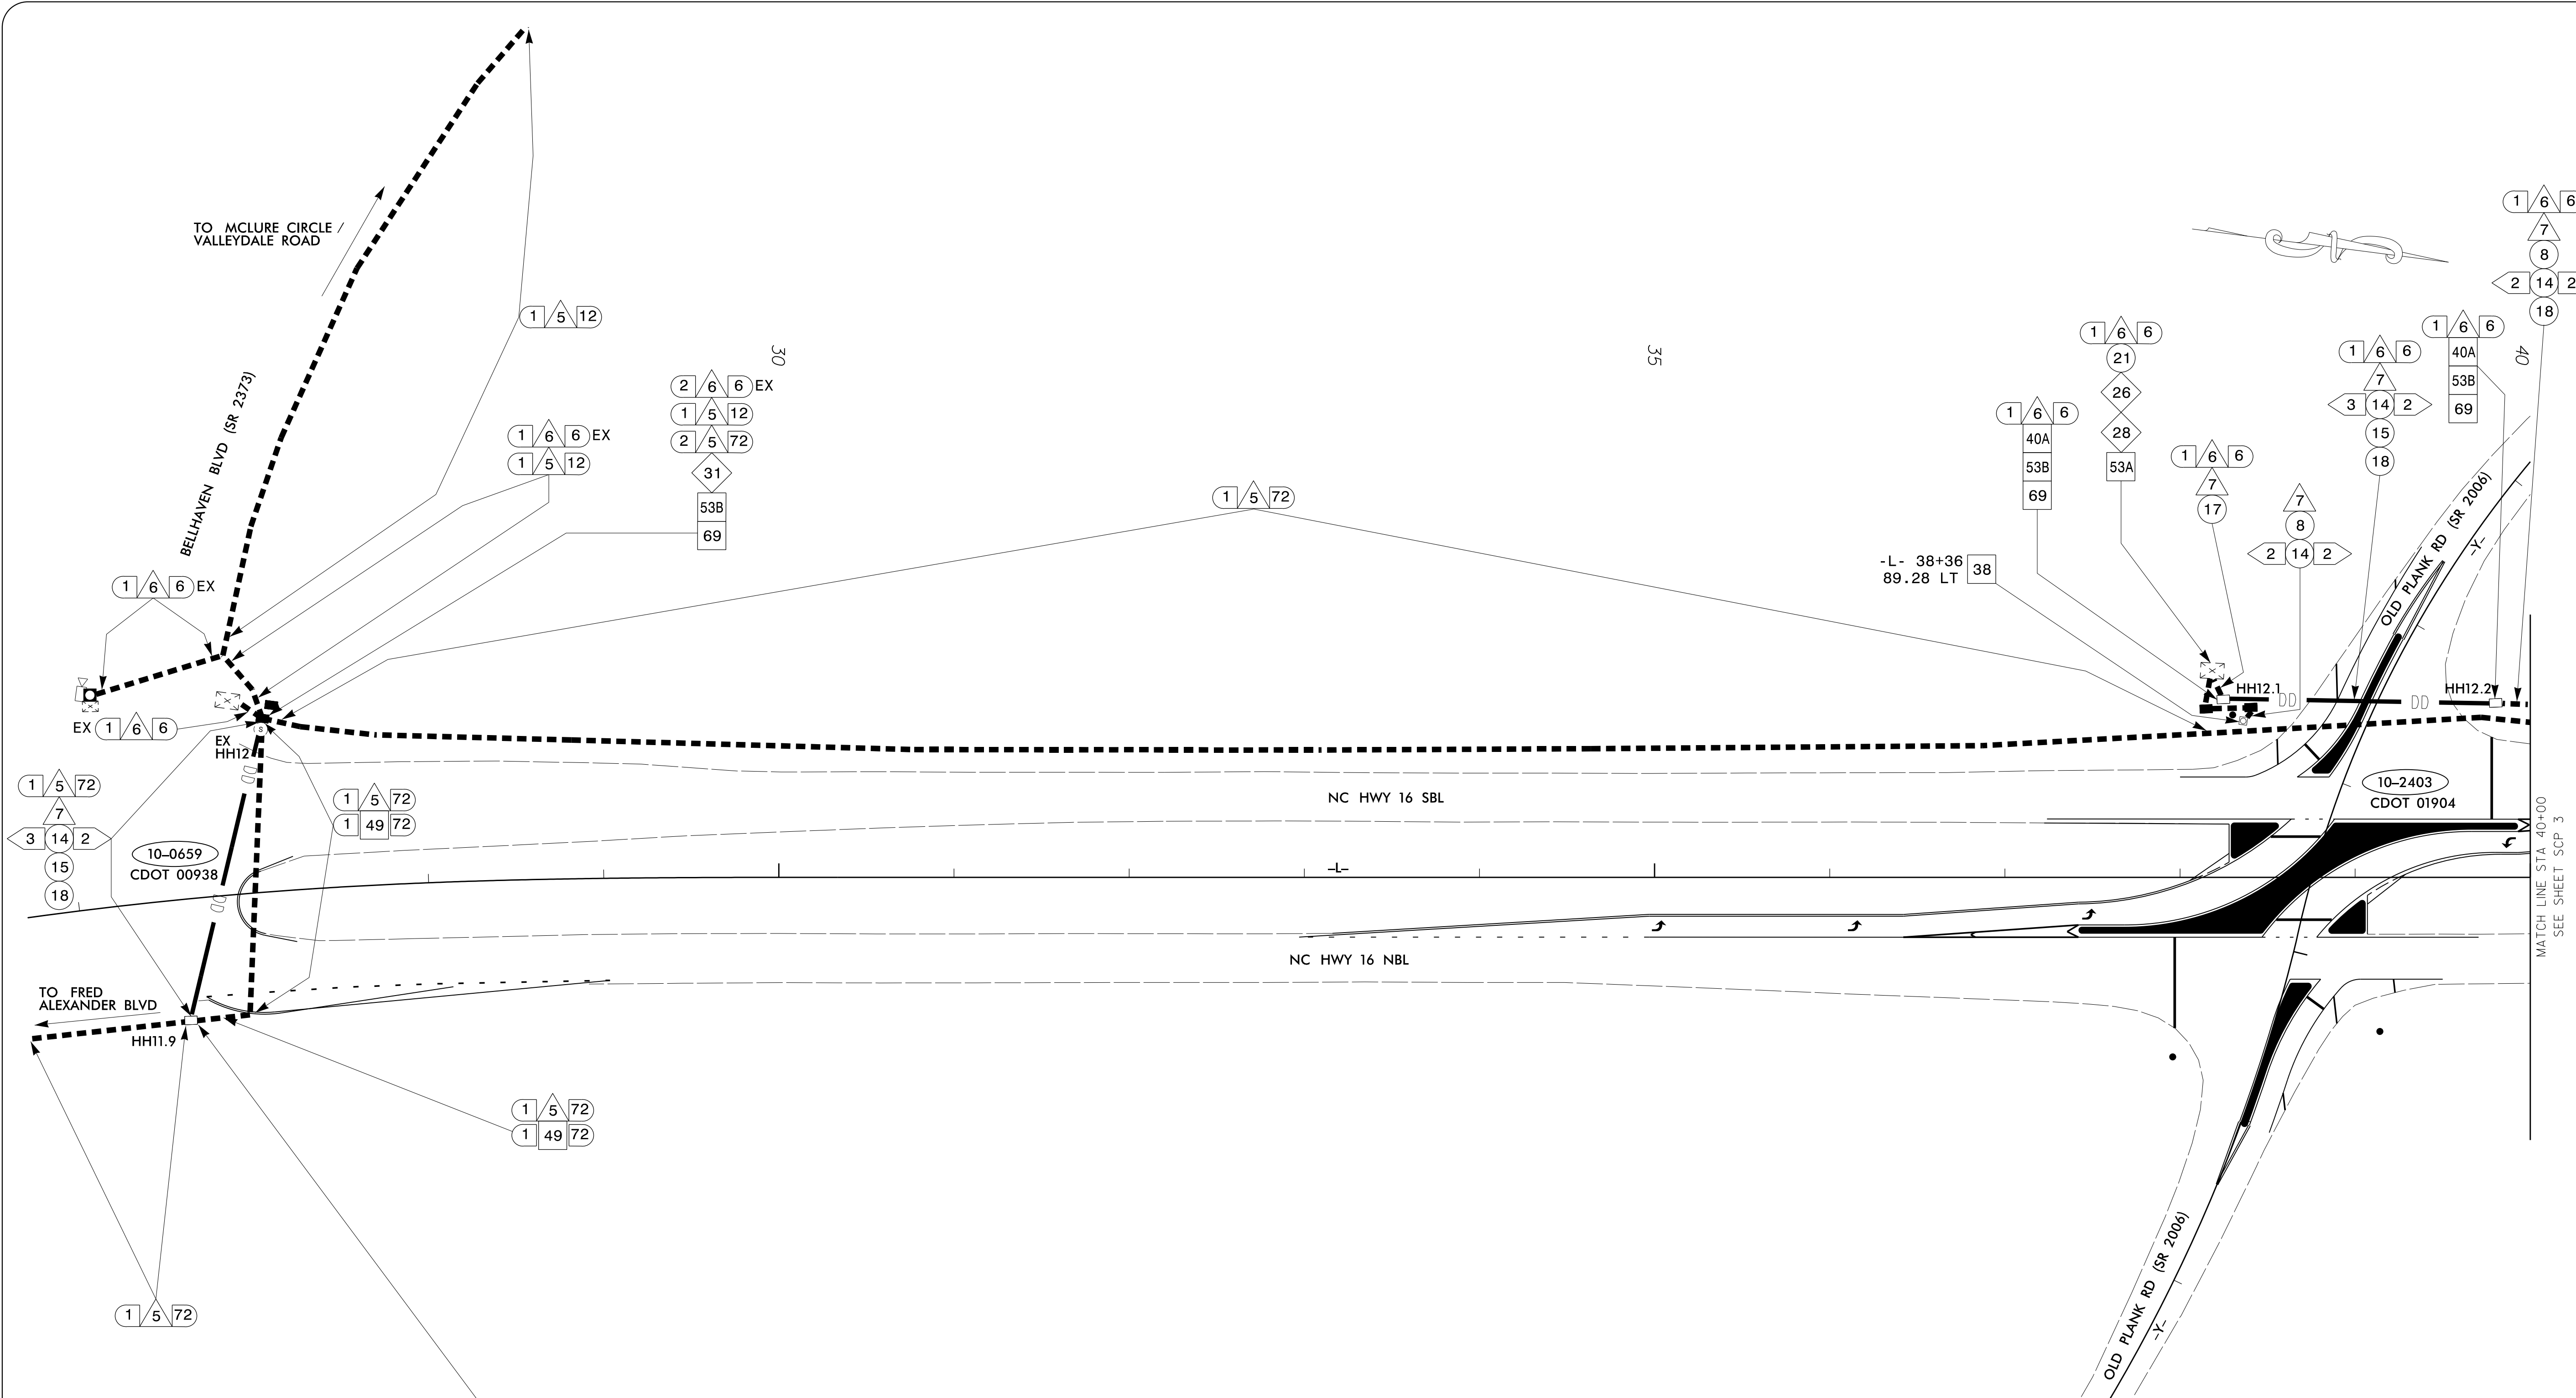 TO MCLURE CIRCLE /
VALLEYDALE ROAD
BELLHAVEN BLVD (SR 2373)
1 5 12
1 6 6 EX
1 5 12
2 6 6 EX
1 5 12
2 5 72
31
53B
69
30
35
40
1 5 72
1 6 6 EX
EX 1 6 6
EX
HH12
1 5 72
7
3 14 2
15
18
10-0659
CDOT 00938
1 5 72
1 49 72
TO FRED
ALEXANDER BLVD
HH11.9
1 5 72
1 49 72
1 5 72
-L- 38+36
89.28 LT
38
1 6 6
40A
53B
69
1 6 6
21
26
28
53A
1 6 6
7
17
7
8
2 14 2
1 6 6
7
3 14 2
15
18
1 6 6
40A
53B
69
1 6 6
7
8
2 14 2
18
HH12.1
DD
DD
HH12.2
DD
DD
S
OLD PLANK RD (SR 2006)
-Y-
NC HWY 16 SBL
10-2403
CDOT 01904
-L-
NC HWY 16 NBL
MATCH LINE STA 40+00
SEE SHEET SCP 3
OLD PLANK RD (SR 2006)
-Y-